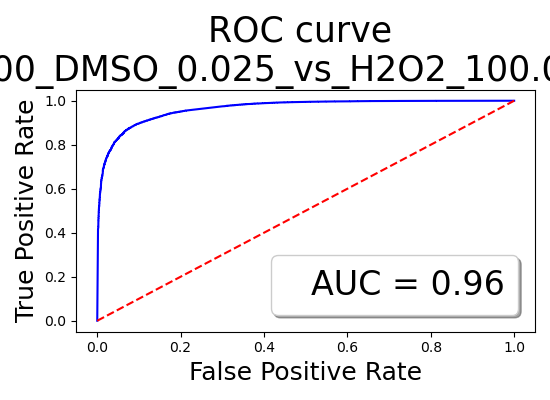 ROC curve
00_DMSO_0.025_vs_H2O2_100.0
True Positive Rate
1.0
0.8
0.6
0.4
0.2
0.0
AUC = 0.96
0.0 0.2 0.4 0.6 0.8 1.0
False Positive Rate